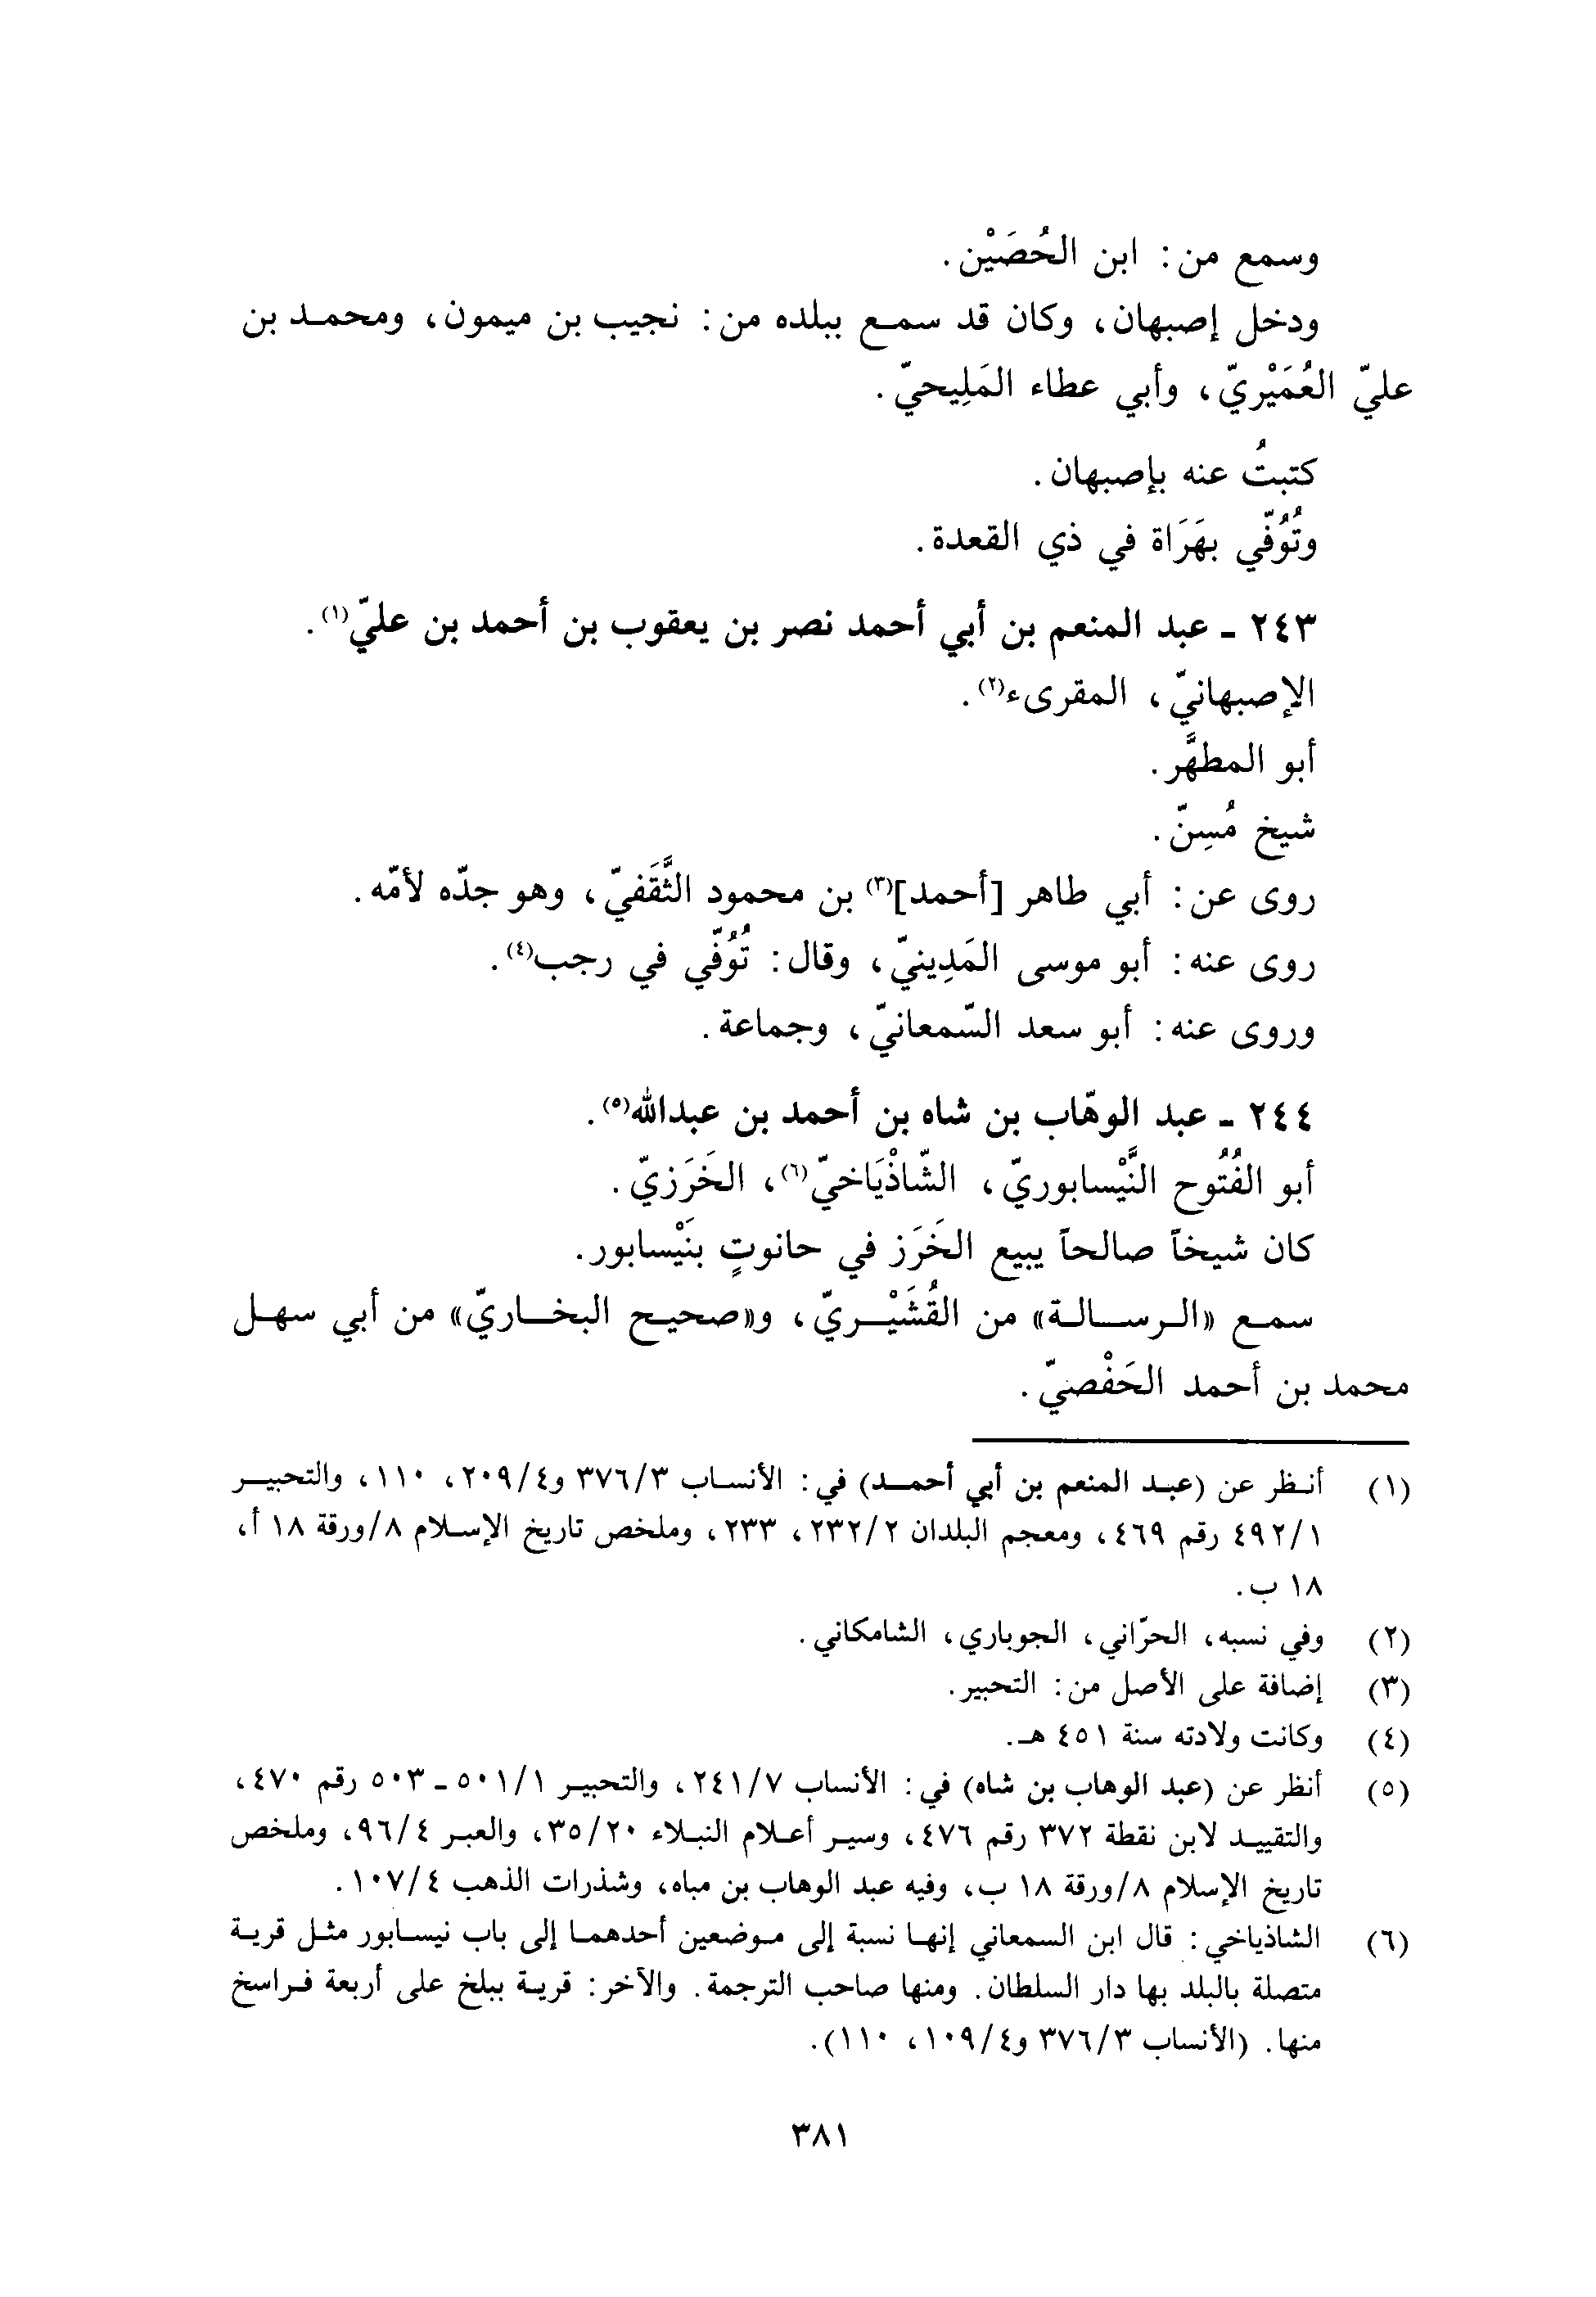 وسمع من: ابن الحُصَيْن.
ودخل إصبهان، وكان قد سمع ببلده من: نجيب بن ميمون، ومحمد بن
عليّ العُمَيْريّ، وأبي عطاء المَلِيحيّ.
كتبتُ عنه بإصبهان.
وتُوُفّي بهَرَاة في ذي القعدة.
٢٤٣ ـ عبد المنعم بن أبي أحمد نصر بن يعقوب بن أحمد بن عليّ(١).
الإصبهانيّ، المقرىء(٢).
أبو المطهَّر.
شيخ مُسِنّ.
روى عن: أبي طاهر [أحمد](٣) بن محمود الثَّقَفيّ، وهو جدّه لأمّه.
روى عنه: أبو موسى المَدِينيّ، وقال: تُوُفّي في رجب(٤).
وروى عنه: أبو سعد السّمعانيّ، وجماعة.
٢٤٤ ـ عبد الوهّاب بن شاه بن أحمد بن عبدالله(٥).
أبو الفُتُوح النَّيْسابوريّ، الشّاذْيَاخيّ(٦)، الخَرَزيّ.
كان شيخاً صالحاً يبيع الخَرَز في حانوتٍ بنَيْسابور.
سمع «الرسالة» من القُشَيْريّ، و«صحيح البخاريّ» من أبي سهل
محمد بن أحمد الحَفْصيّ.
(١) أنظر عن (عبد المنعم بن أبي أحمد) في: الأنساب ٣٧٦/٣ و٢٠٩/٤، ١١٠، والتحبير
٤٩٢/١ رقم ٤٦٩، ومعجم البلدان ٢٣٢/٢، ٢٣٣، وملخص تاريخ الإسلام ٨/ورقة ١٨ أ،
١٨ ب.
(٢) وفي نسبه، الحرّاني، الجوباري، الشامكاني.
(٣) إضافة على الأصل من: التحبير.
(٤) وكانت ولادته سنة ٤٥١ هـ.
(٥) أنظر عن (عبد الوهاب بن شاه) في: الأنساب ٢٤١/٧، والتحبير ٥٠١/١ ـ ٥٠٣ رقم ٤٧٠،
والتقييد لابن نقطة ٣٧٢ رقم ٤٧٦، وسير أعلام النبلاء ٣٥/٢٠، والعبر ٩٦/٤، وملخص
تاريخ الإسلام ٨/ورقة ١٨ ب، وفيه عبد الوهاب بن مباه، وشذرات الذهب ١٠٧/٤.
(٦) الشاذياخي: قال ابن السمعاني إنها نسبة إلى موضعين أحدهما إلى باب نيسابور مثل قرية
متصلة بالبلد بها دار السلطان. ومنها صاحب الترجمة. والآخر: قرية ببلخ على أربعة فراسخ
منها. (الأنساب ٣٧٦/٣ و١٠٩/٤، ١١٠).
٣٨١